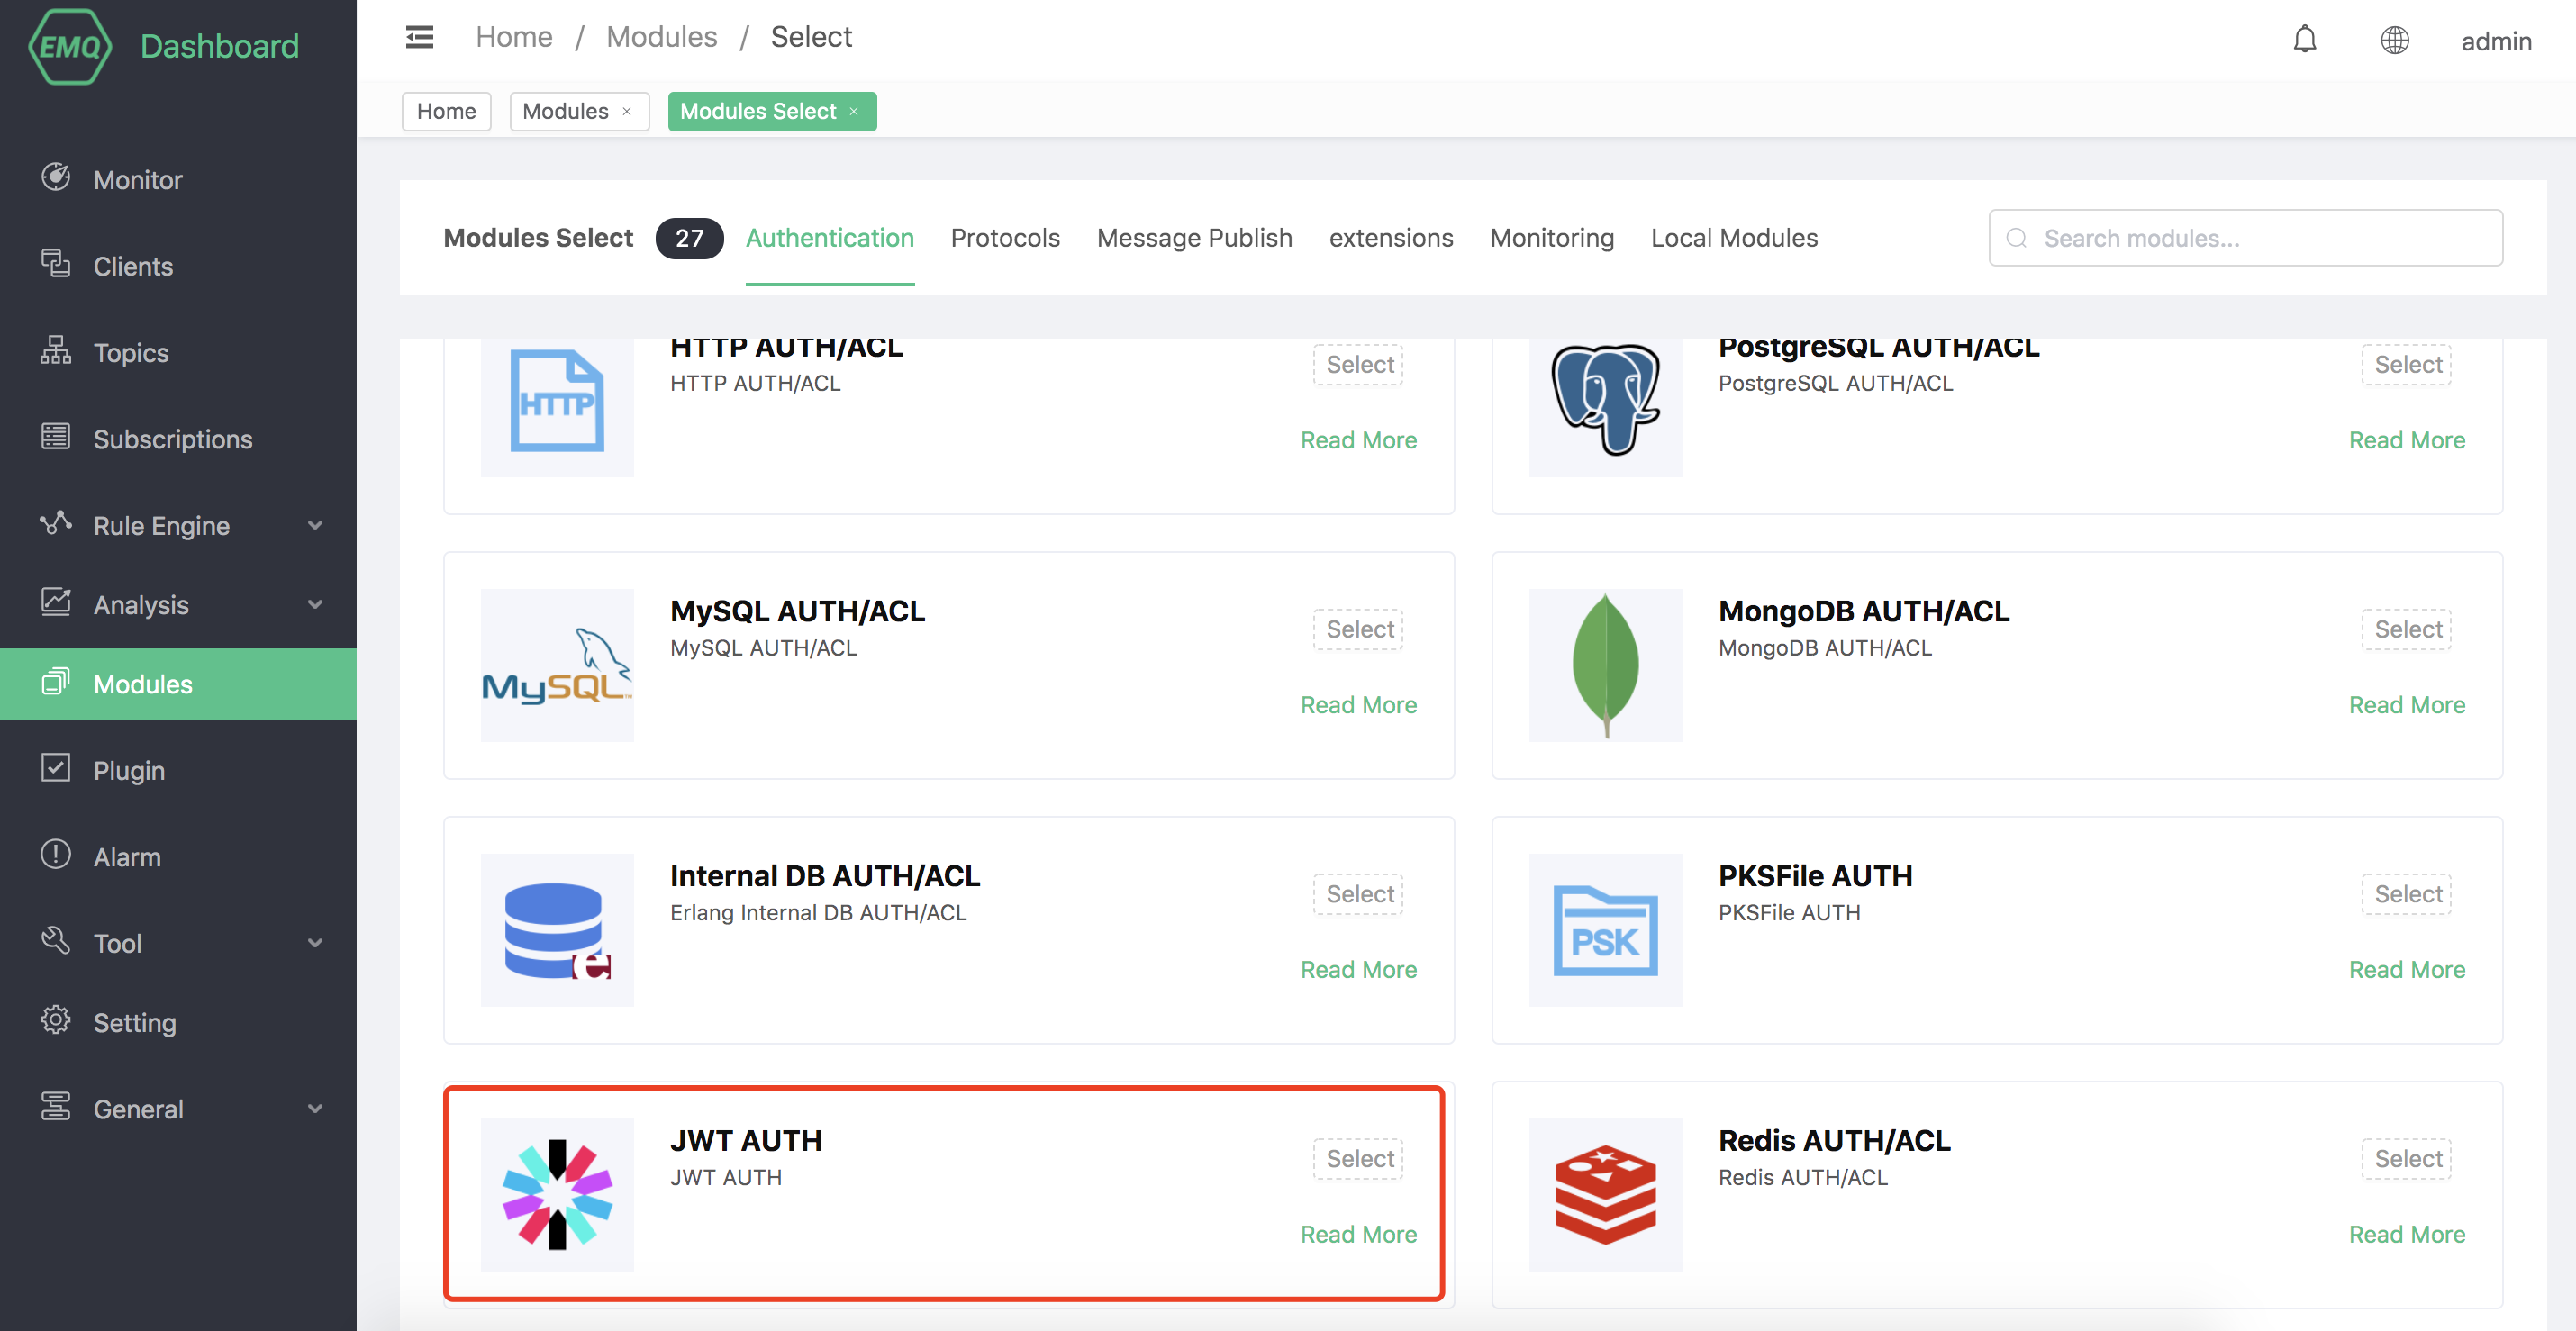 EMQ Dashboard
Home / Modules / Select
admin
Home
Modules ×
Modules Select ×
Monitor
Clients
Topics
Subscriptions
Rule Engine
Analysis
Modules
Plugin
Alarm
Tool
Setting
General
Modules Select 27 Authentication Protocols Message Publish extensions Monitoring Local Modules
Search modules...
HTTP
HTTP AUTH/ACL
HTTP AUTH/ACL
Select
Read More
PostgreSQL AUTH/ACL
PostgreSQL AUTH/ACL
Select
Read More
MySQL™
MySQL AUTH/ACL
MySQL AUTH/ACL
Select
Read More
MongoDB AUTH/ACL
MongoDB AUTH/ACL
Select
Read More
e
Internal DB AUTH/ACL
Erlang Internal DB AUTH/ACL
Select
Read More
PSK
PKSFile AUTH
PKSFile AUTH
Select
Read More
JWT AUTH
JWT AUTH
Select
Read More
Redis AUTH/ACL
Redis AUTH/ACL
Select
Read More